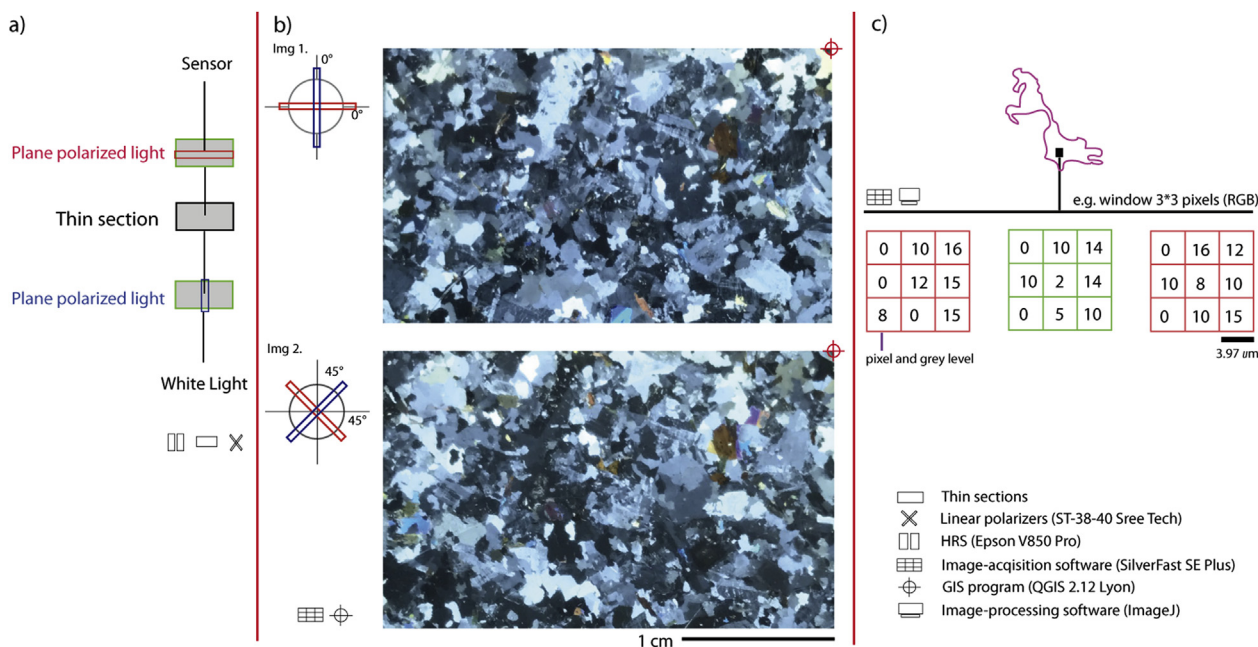 a)
Sensor
Plane polarized light
Thin section
Plane polarized light
White Light
b)
Img 1.
0°
0°
Img 2.
45°
45°
1 cm
c)
e.g. window 3*3 pixels (RGB)
0 10 16
0 12 15
8 0 15
0 10 14
10 2 14
0 5 10
0 16 12
10 8 10
0 10 15
pixel and grey level
3.97 um
Thin sections
Linear polarizers (ST-38-40 Sree Tech)
HRS (Epson V850 Pro)
Image-acqisition software (SilverFast SE Plus)
GIS program (QGIS 2.12 Lyon)
Image-processing software (ImageJ)